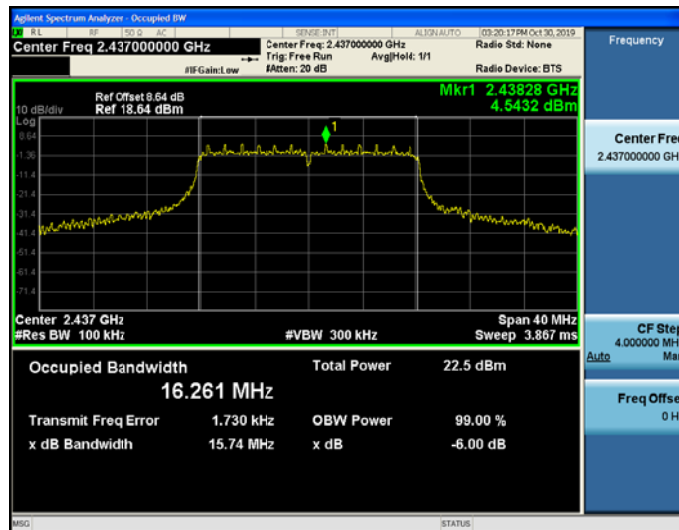 Agilent Spectrum Analyzer - Occupied BW
RL RF 50 Ω AC SENSE:INT ALIGN AUTO 03:20:17 PM Oct 30, 2019
Center Freq 2.437000000 GHz
Center Freq: 2.437000000 GHz Radio Std: None
Trig: Free Run Avg|Hold: 1/1
#IFGain:Low #Atten: 20 dB Radio Device: BTS
Frequency
Mkr1 2.43828 GHz
4.5432 dBm
Ref Offset 8.64 dB
10 dB/div Ref 18.64 dBm
Log
1
8.64
-1.36
-11.4
-21.4
-31.4
-41.4
-51.4
-61.4
-71.4
Center 2.437 GHz Span 40 MHz
#Res BW 100 kHz #VBW 300 kHz Sweep 3.867 ms
Center Fre
2.437000000 GH
CF Ste
4.000000 MH
Auto Ma
Freq Offse
0 H
Occupied Bandwidth Total Power 22.5 dBm
16.261 MHz
Transmit Freq Error 1.730 kHz OBW Power 99.00 %
x dB Bandwidth 15.74 MHz x dB -6.00 dB
MSG STATUS